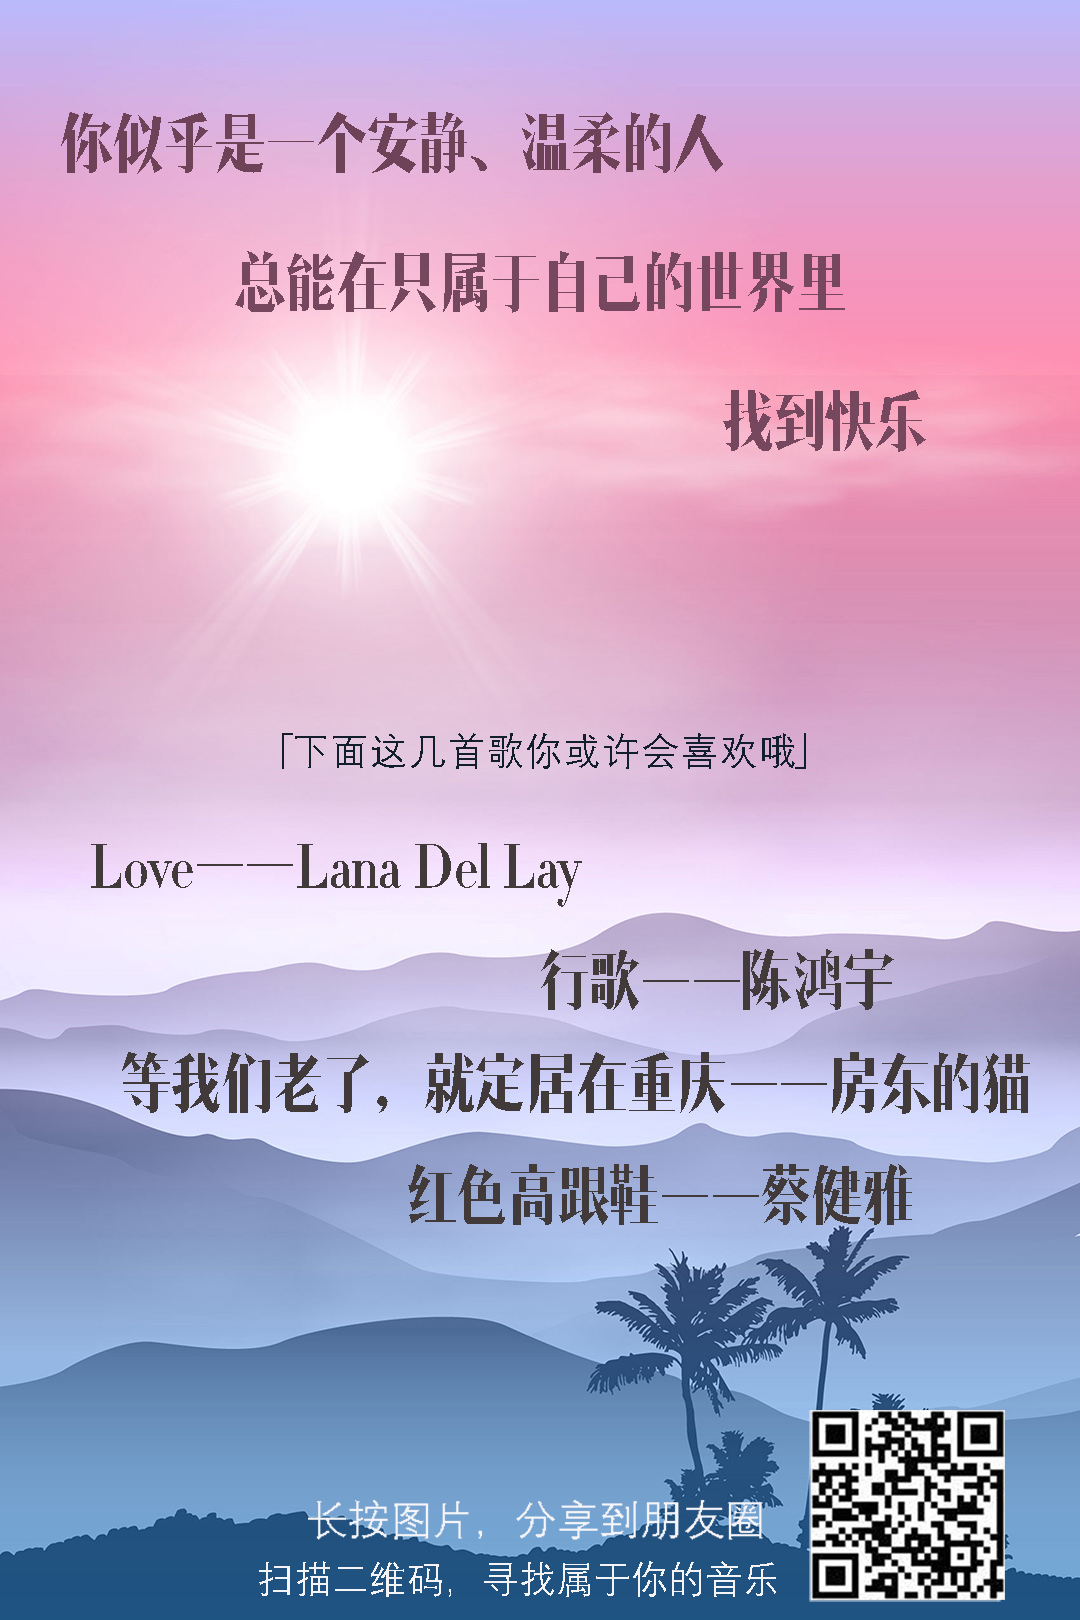 你似乎是一个安静、温柔的人
总能在只属于自己的世界里
找到快乐
「下面这几首歌你或许会喜欢哦」
Love——Lana Del Lay
行歌——陈鸿宇
等我们老了，就定居在重庆——房东的猫
红色高跟鞋——蔡健雅
长按图片，分享到朋友圈
扫描二维码，寻找属于你的音乐